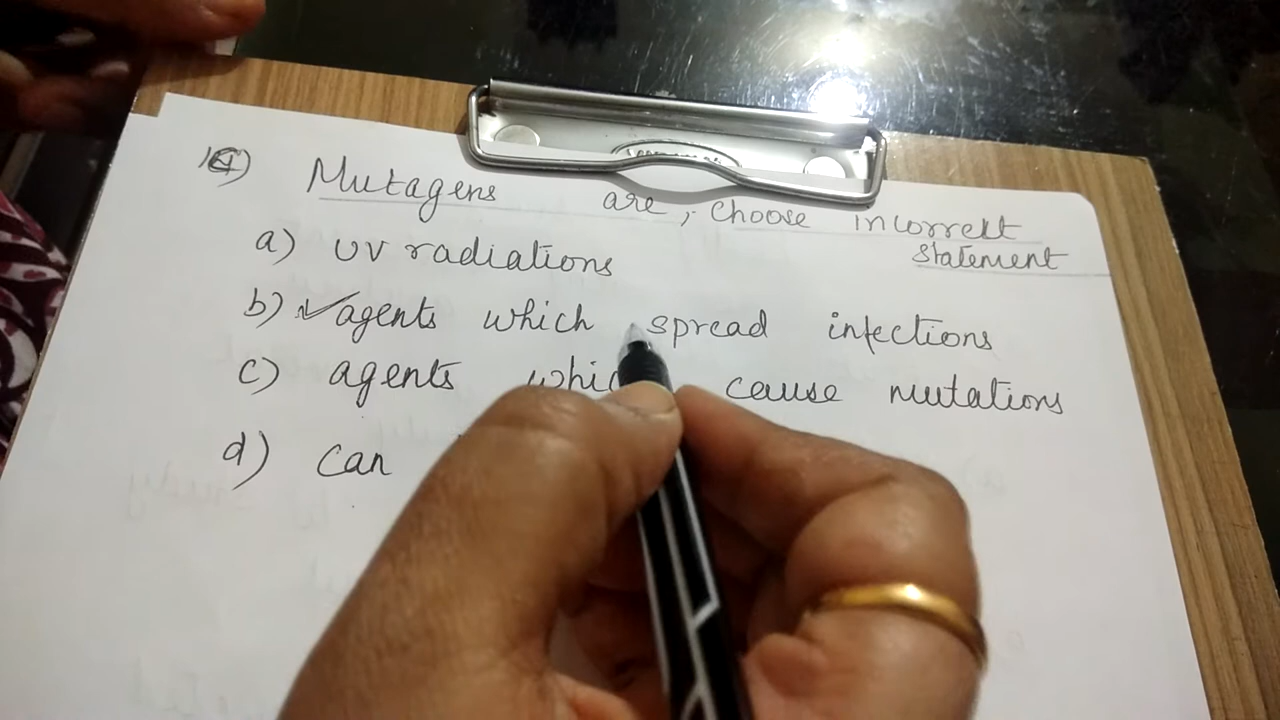 14) Mutagens are, choose incorrect
statement
a) UV radiations
b) agents which spread infections
c) agents cause mutations
d) can